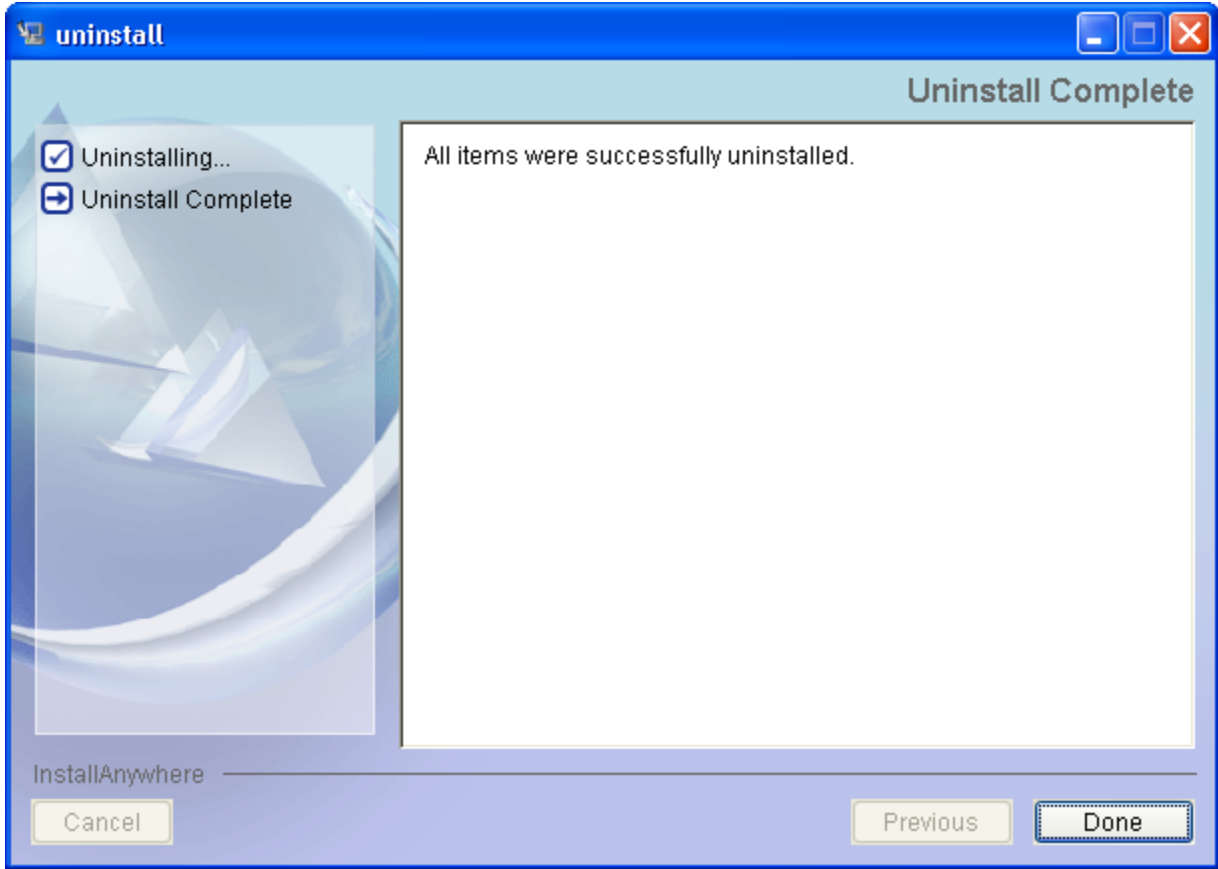 uninstall
Uninstall Complete
Uninstalling...
Uninstall Complete
All items were successfully uninstalled.
InstallAnywhere
Cancel
Previous
Done